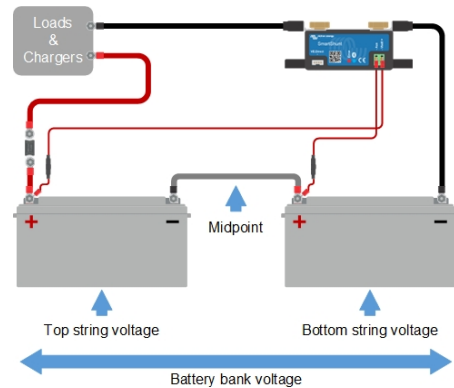 Loads
&
Chargers
SmartShunt
+
−
+
−
Midpoint
Top string voltage
Bottom string voltage
Battery bank voltage